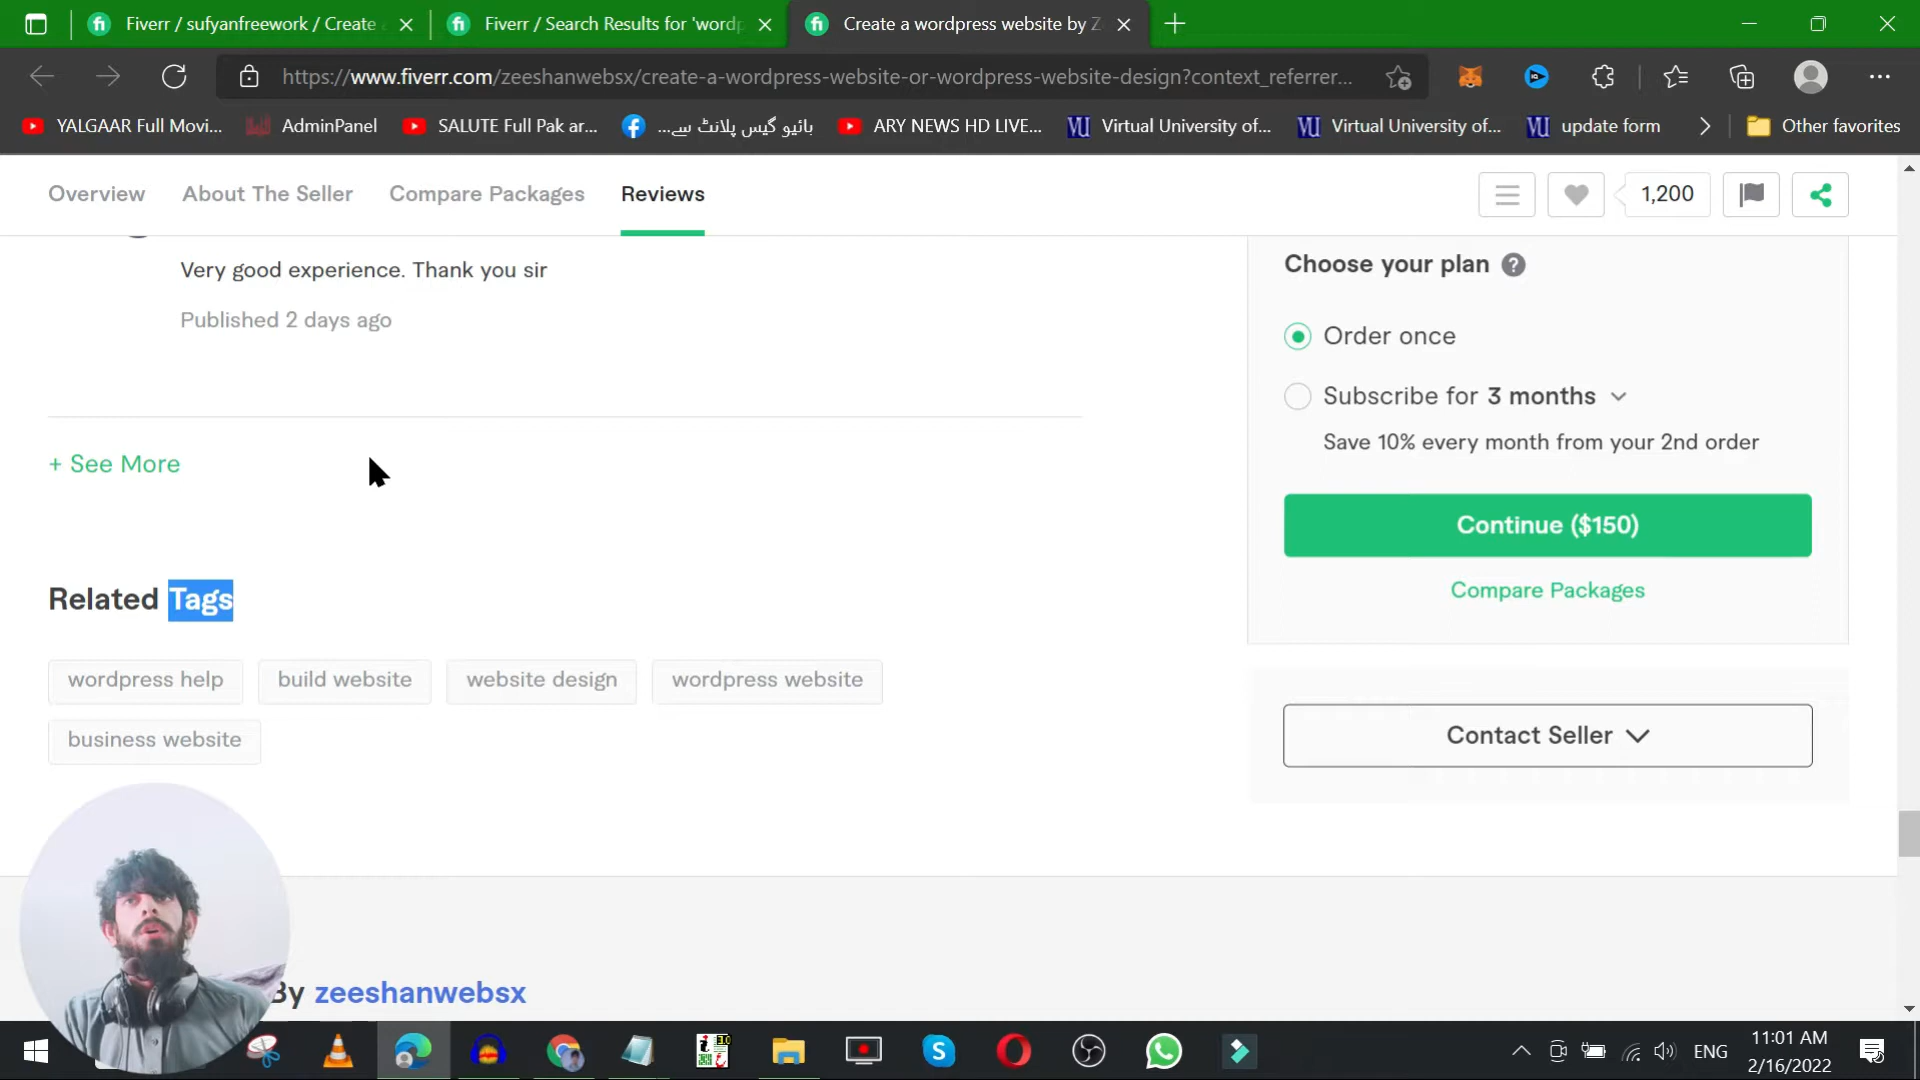 Fiverr / sufyanfreework / Create
Fiverr / Search Results for 'wordp
Create a wordpress website by Z
https://www.fiverr.com/zeeshanwebsx/create-a-wordpress-website-or-wordpress-website-design?context_referrer...
YALGAAR Full Movi...
AdminPanel
SALUTE Full Pak ar...
بائیو گیس پلانٹ سے...
ARY NEWS HD LIVE...
Virtual University of...
Virtual University of...
update form
Other favorites
Overview
About The Seller
Compare Packages
Reviews
1,200
Very good experience. Thank you sir
Published 2 days ago
+ See More
Choose your plan ?
Order once
Subscribe for 3 months
Save 10% every month from your 2nd order
Continue ($150)
Compare Packages
Contact Seller
Related Tags
wordpress help
build website
website design
wordpress website
business website
By zeeshanwebsx
ENG
11:01 AM
2/16/2022